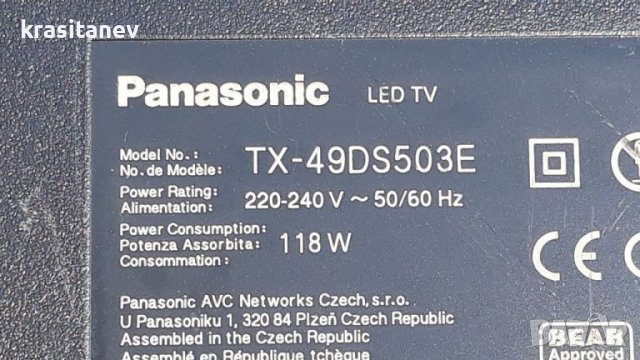 krasitanev
Panasonic LED TV
Model No.:
No. de Modèle: TX-49DS503E
Power Rating:
Alimentation: 220-240 V ~ 50/60 Hz
Power Consumption:
Potenza Assorbita: 118 W
Consommation:
Panasonic AVC Networks Czech, s.r.o.
U Panasoniku 1, 320 84 Plzeň Czech Republic
Assembled in the Czech Republic
Assemblé en République tchèque
CE
BEAB
Approved